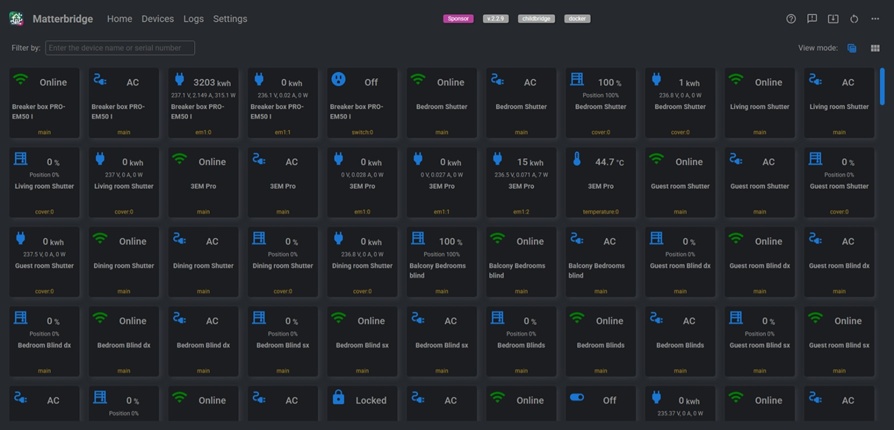 Matterbridge Home Devices Logs Settings Sponsor v.2.2.9 childbridge docker
Filter by: Enter the device name or serial number View mode:
Online AC 3203 kwh 0 kwh Off Online AC 100 % 1 kwh Online AC
237.1 V, 2.149 A, 315.1 W 236.1 V, 0.02 A, 0 W Position 100% 236.8 V, 0 A, 0 W
Breaker box PRO- Breaker box PRO- Breaker box PRO- Breaker box PRO- Breaker box PRO- Bedroom Shutter Bedroom Shutter Bedroom Shutter Bedroom Shutter Living room Shutter Living room Shutter
EM50 I EM50 I EM50 I EM50 I EM50 I
main main em1:0 em1:1 switch:0 main main cover:0 cover:0 main main
0 % 0 kwh Online AC 0 kwh 0 kwh 15 kwh 44.7 °C Online AC 0 %
Position 0% 237 V, 0 A, 0 W 0 V, 0.028 A, 0 W 0 V, 0.027 A, 0 W 236.5 V, 0.071 A, 7 W Position 0%
Living room Shutter Living room Shutter 3EM Pro 3EM Pro 3EM Pro 3EM Pro 3EM Pro 3EM Pro Guest room Shutter Guest room Shutter Guest room Shutter
cover:0 cover:0 main main em1:0 em1:1 em1:2 temperature:0 main main cover:0
0 kwh Online AC 0 % 0 kwh 100 % Online AC 0 % Online AC
237.5 V, 0 A, 0 W Position 0% 236.8 V, 0 A, 0 W Position 100% Position 0%
Guest room Shutter Dining room Shutter Dining room Shutter Dining room Shutter Dining room Shutter Balcony Bedrooms Balcony Bedrooms Balcony Bedrooms Guest room Blind dx Guest room Blind dx Guest room Blind dx
blind blind blind
cover:0 main main cover:0 cover:0 main main main main main main
0 % Online AC 0 % Online AC 0 % Online AC 0 % Online
Position 0% Position 0% Position 0% Position 0%
Bedroom Blind dx Bedroom Blind dx Bedroom Blind dx Bedroom Blind sx Bedroom Blind sx Bedroom Blind sx Bedroom Blinds Bedroom Blinds Bedroom Blinds Guest room Blind sx Guest room Blind sx
main main main main main main main main main main main
AC 0 % Online AC Locked AC Online Off 0 kwh Online AC
Position 0% 235.37 V, 0 A, 0 W